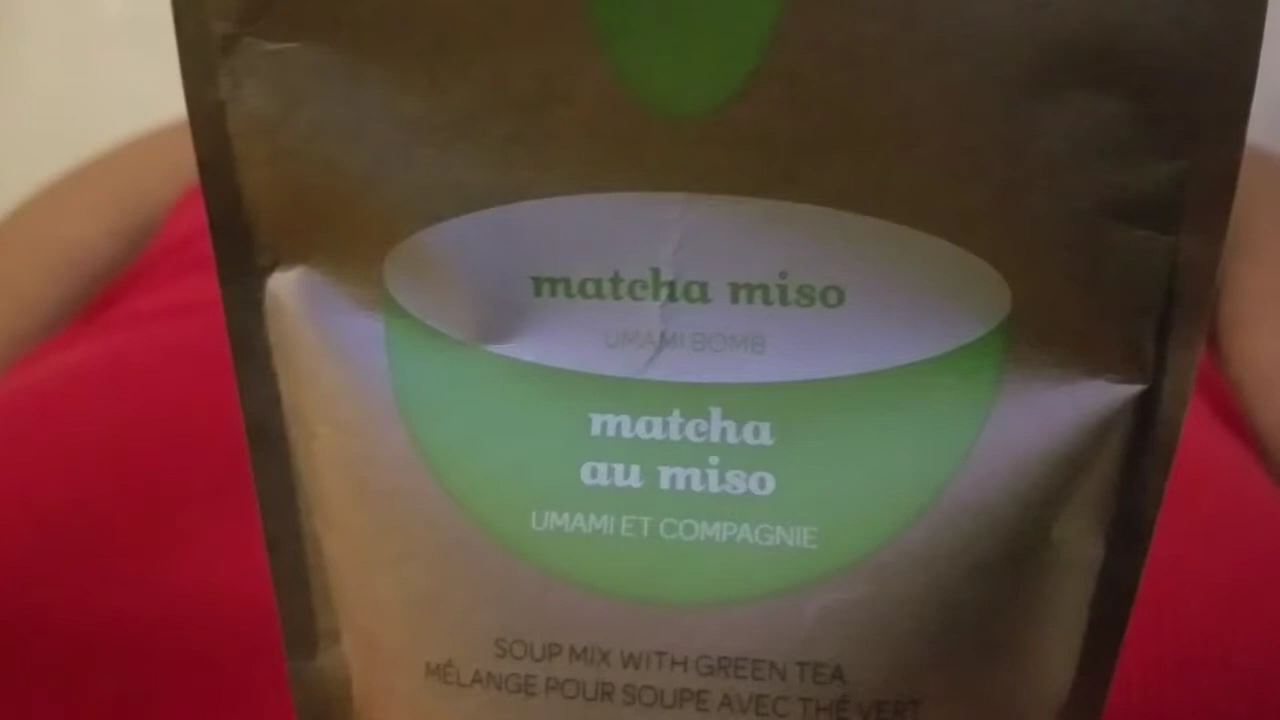 matcha miso
UMAMI BOMB
matcha
au miso
UMAMI ET COMPAGNIE
SOUP MIX WITH GREEN TEA
MÉLANGE POUR SOUPE AVEC THÉ VERT